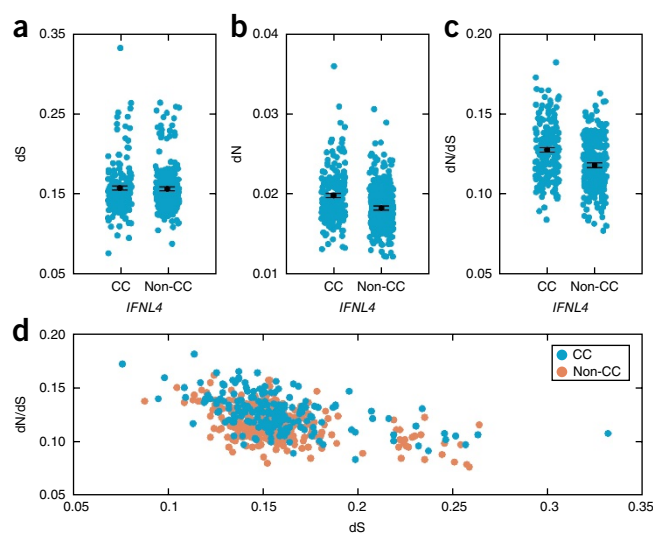 a
b
c
0.35
0.25
0.15
0.05
dS
CC Non-CC
IFNL4
0.04
0.03
0.02
0.01
dN
CC Non-CC
IFNL4
0.20
0.15
0.10
0.05
dN/dS
CC Non-CC
IFNL4
d
0.20
0.15
0.10
0.05
dN/dS
CC
Non-CC
0.05 0.1 0.15 0.2 0.25 0.3 0.35
dS